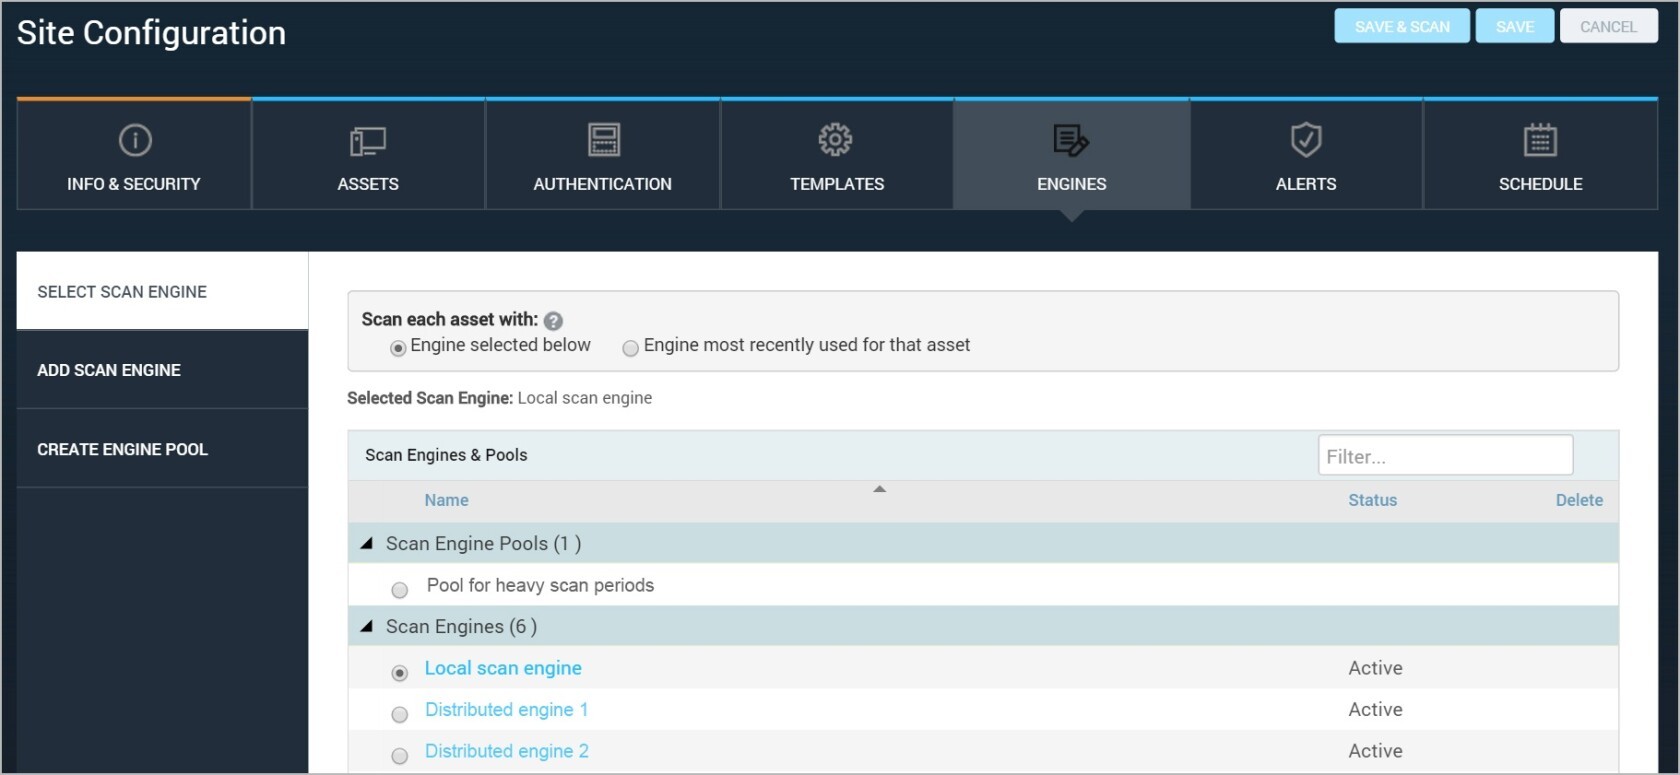 Site Configuration
SAVE & SCAN
SAVE
CANCEL
INFO & SECURITY
ASSETS
AUTHENTICATION
TEMPLATES
ENGINES
ALERTS
SCHEDULE
SELECT SCAN ENGINE
ADD SCAN ENGINE
CREATE ENGINE POOL
Scan each asset with: ?
Engine selected below
Engine most recently used for that asset
Selected Scan Engine: Local scan engine
Scan Engines & Pools
Filter...
Name
Status
Delete
Scan Engine Pools (1 )
Pool for heavy scan periods
Scan Engines (6 )
Local scan engine
Active
Distributed engine 1
Active
Distributed engine 2
Active